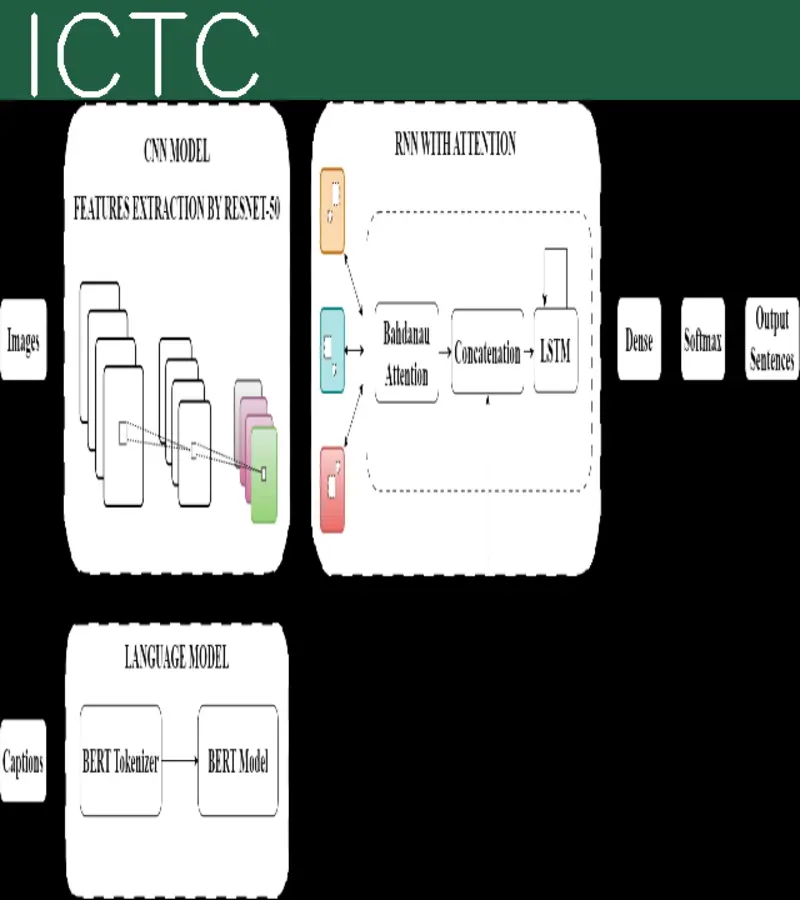 ICTC
CNN MODEL
FEATURES EXTRACTION BY RESNET-50
RNN WITH ATTENTION
Images
Bahdanau
Attention
Concatenation
LSTM
Dense
Softmax
Output
Sentences
LANGUAGE MODEL
Captions
BERT Tokenizer
BERT Model